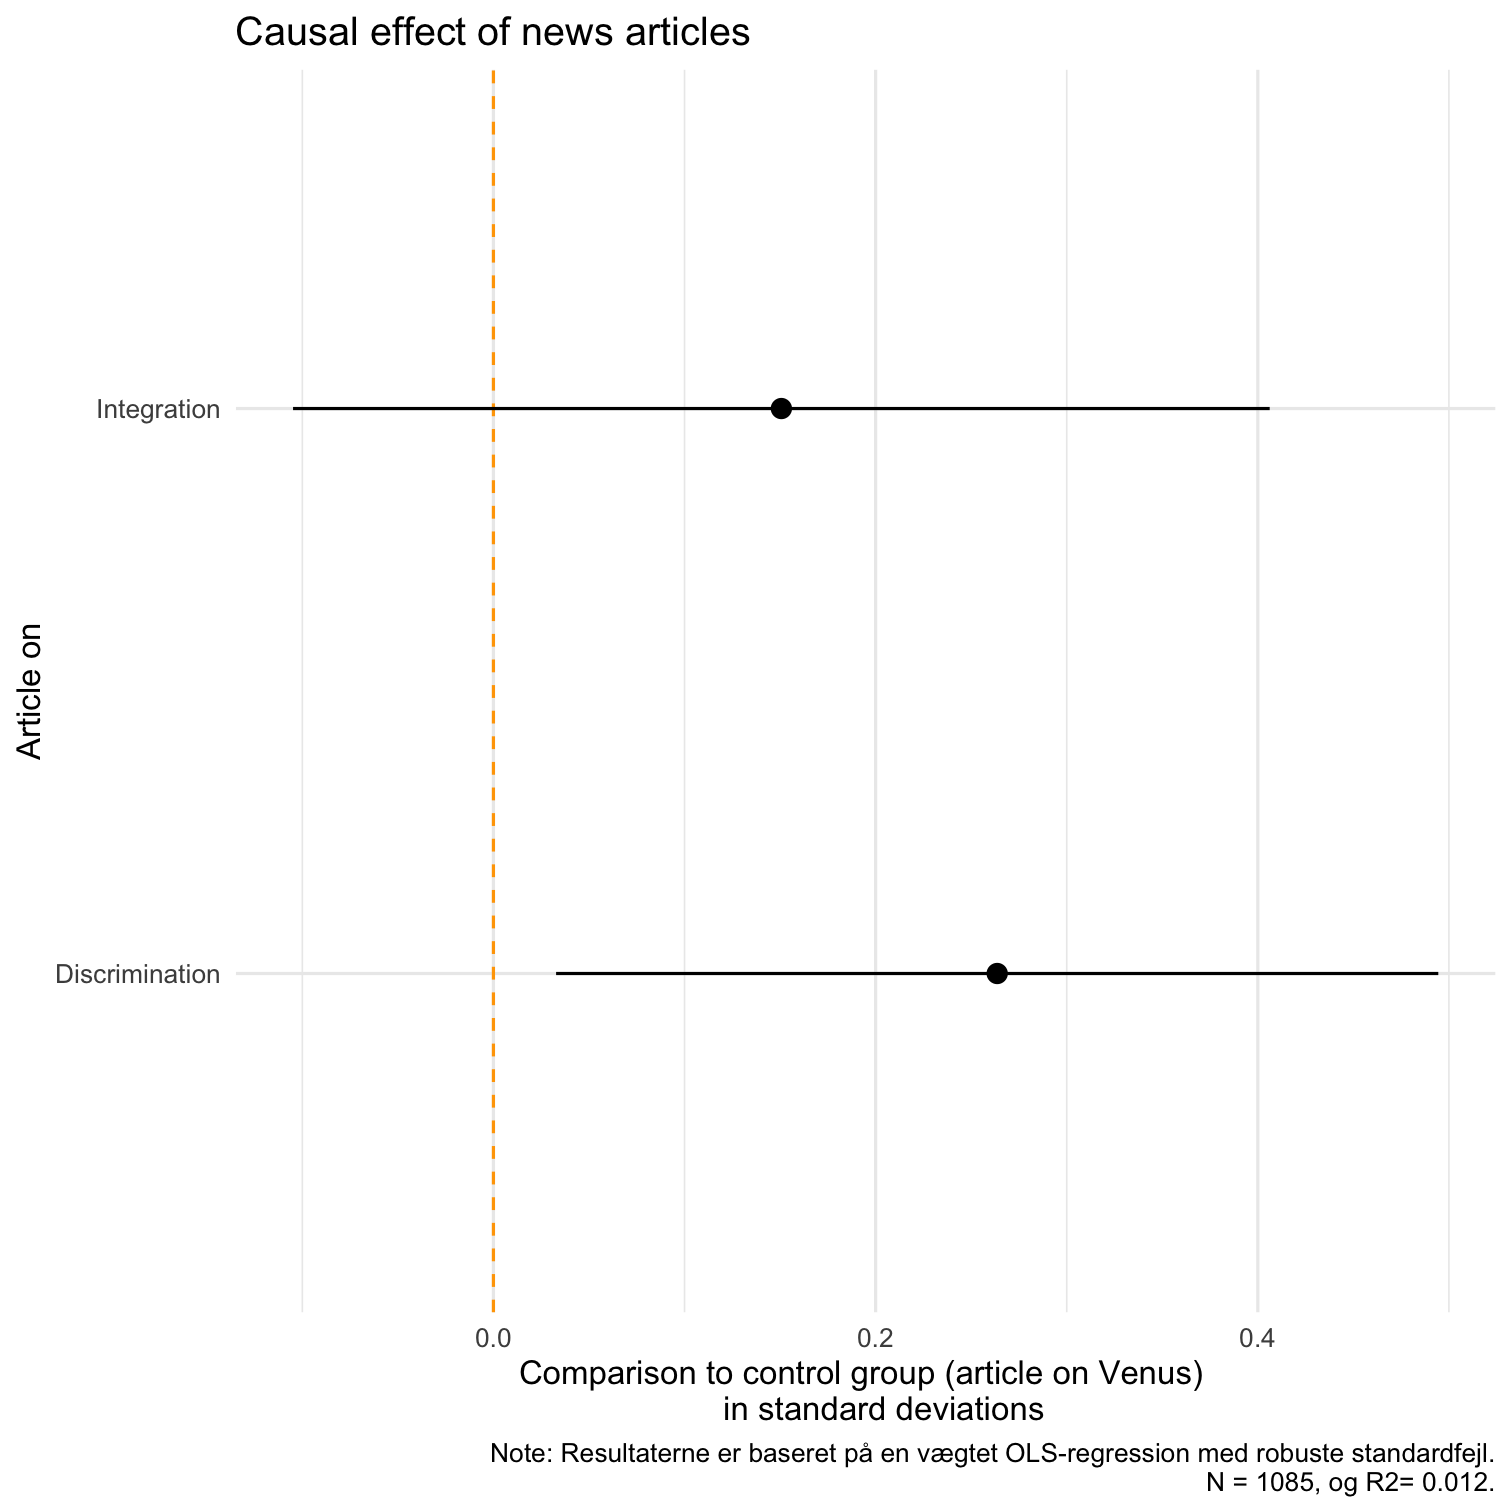 Causal effect of news articles
Article on
Integration
Discrimination
0.0 0.2 0.4
Comparison to control group (article on Venus)
in standard deviations
Note: Resultaterne er baseret på en vægtet OLS-regression med robuste standardfejl.
N = 1085, og R2= 0.012.